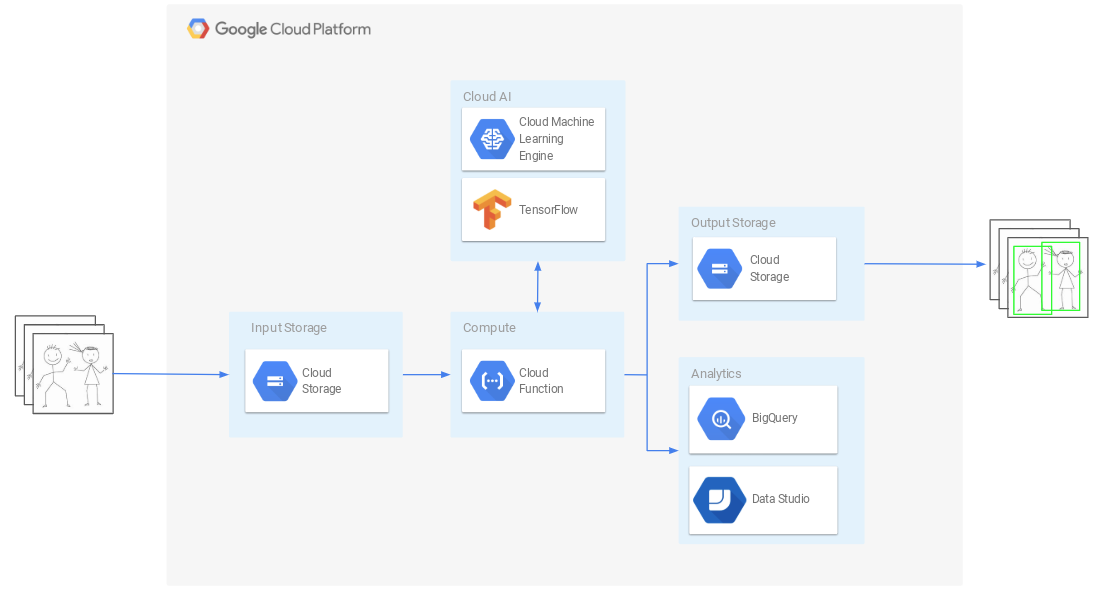 Google Cloud Platform
Cloud AI
Cloud Machine
Learning
Engine
TensorFlow
Input Storage
Cloud
Storage
Compute
Cloud
Function
Output Storage
Cloud
Storage
Analytics
BigQuery
Data Studio